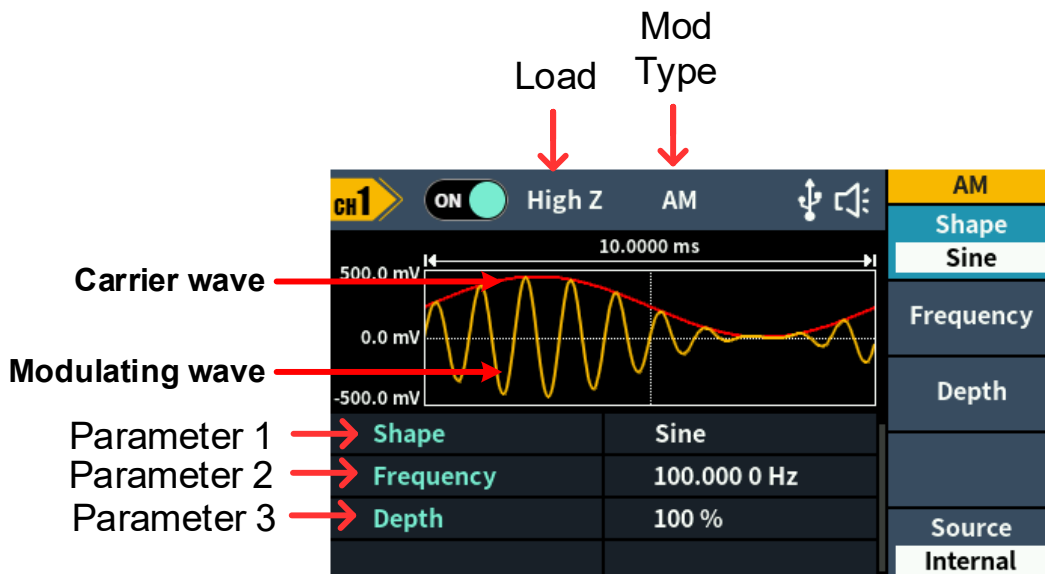 Mod
Type
Load
CH1
ON
High Z
AM
AM
Shape
Sine
Frequency
Depth
Source
Internal
10.0000 ms
500.0 mV
0.0 mV
-500.0 mV
Carrier wave
Modulating wave
Parameter 1
Shape
Sine
Parameter 2
Frequency
100.000 0 Hz
Parameter 3
Depth
100 %